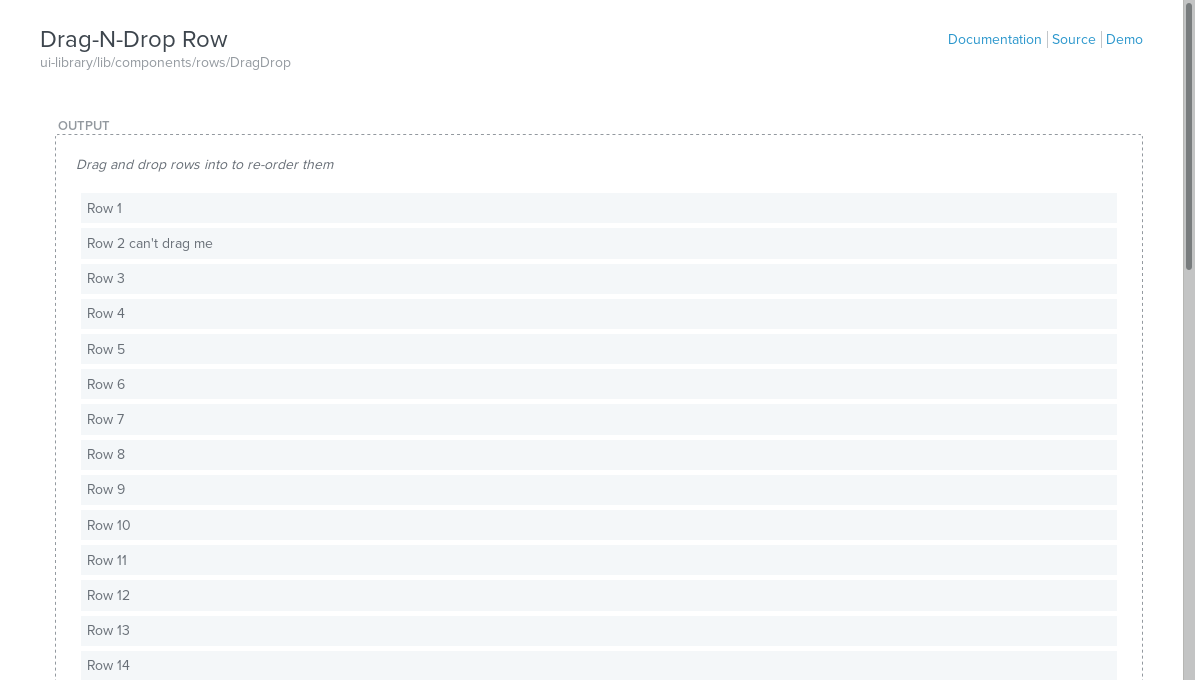 Drag-N-Drop Row
Documentation Source Demo
ui-library/lib/components/rows/DragDrop
OUTPUT
Drag and drop rows into to re-order them
Row 1
Row 2 can't drag me
Row 3
Row 4
Row 5
Row 6
Row 7
Row 8
Row 9
Row 10
Row 11
Row 12
Row 13
Row 14